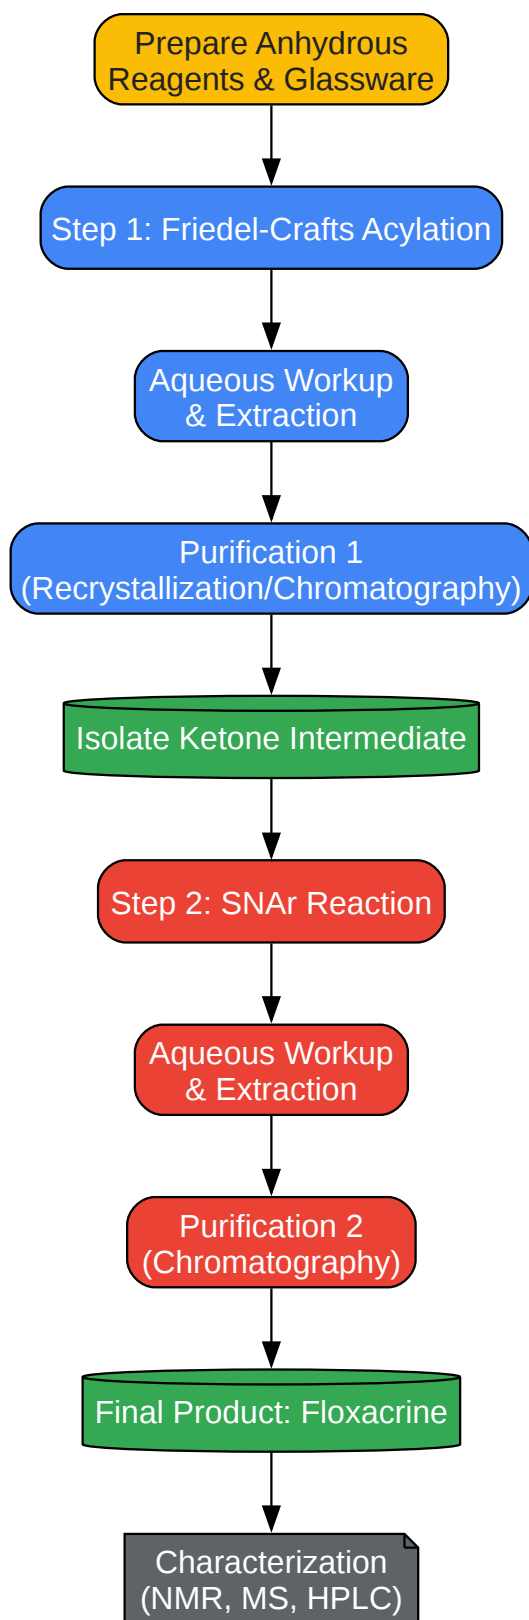 Prepare Anhydrous
Reagents & Glassware
Step 1: Friedel-Crafts Acylation
Aqueous Workup
& Extraction
Purification 1
(Recrystallization/Chromatography)
Isolate Ketone Intermediate
Step 2: SNAr Reaction
Aqueous Workup
& Extraction
Purification 2
(Chromatography)
Final Product: Floxacrine
Characterization
(NMR, MS, HPLC)